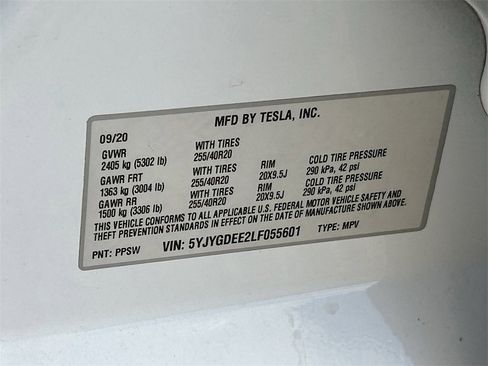 MFD BY TESLA, INC.
09/20
GVWR WITH TIRES
2405 kg (5302 lb) 255/40R20 RIM COLD TIRE PRESSURE
GAWR FRT WITH TIRES 20X9.5J 290 kPa, 42 psi
1363 kg (3004 lb) 255/40R20 RIM COLD TIRE PRESSURE
GAWR RR WITH TIRES 20X9.5J 290 kPa, 42 psi
1500 kg (3306 lb) 255/40R20
THIS VEHICLE CONFORMS TO ALL APPLICABLE U.S. FEDERAL MOTOR VEHICLE SAFETY AND
THEFT PREVENTION STANDARDS IN EFFECT ON THE DATE OF MANUFACTURE SHOWN ABOVE.
PNT: PPSW VIN: 5YJYGDEE2LF055601 TYPE: MPV